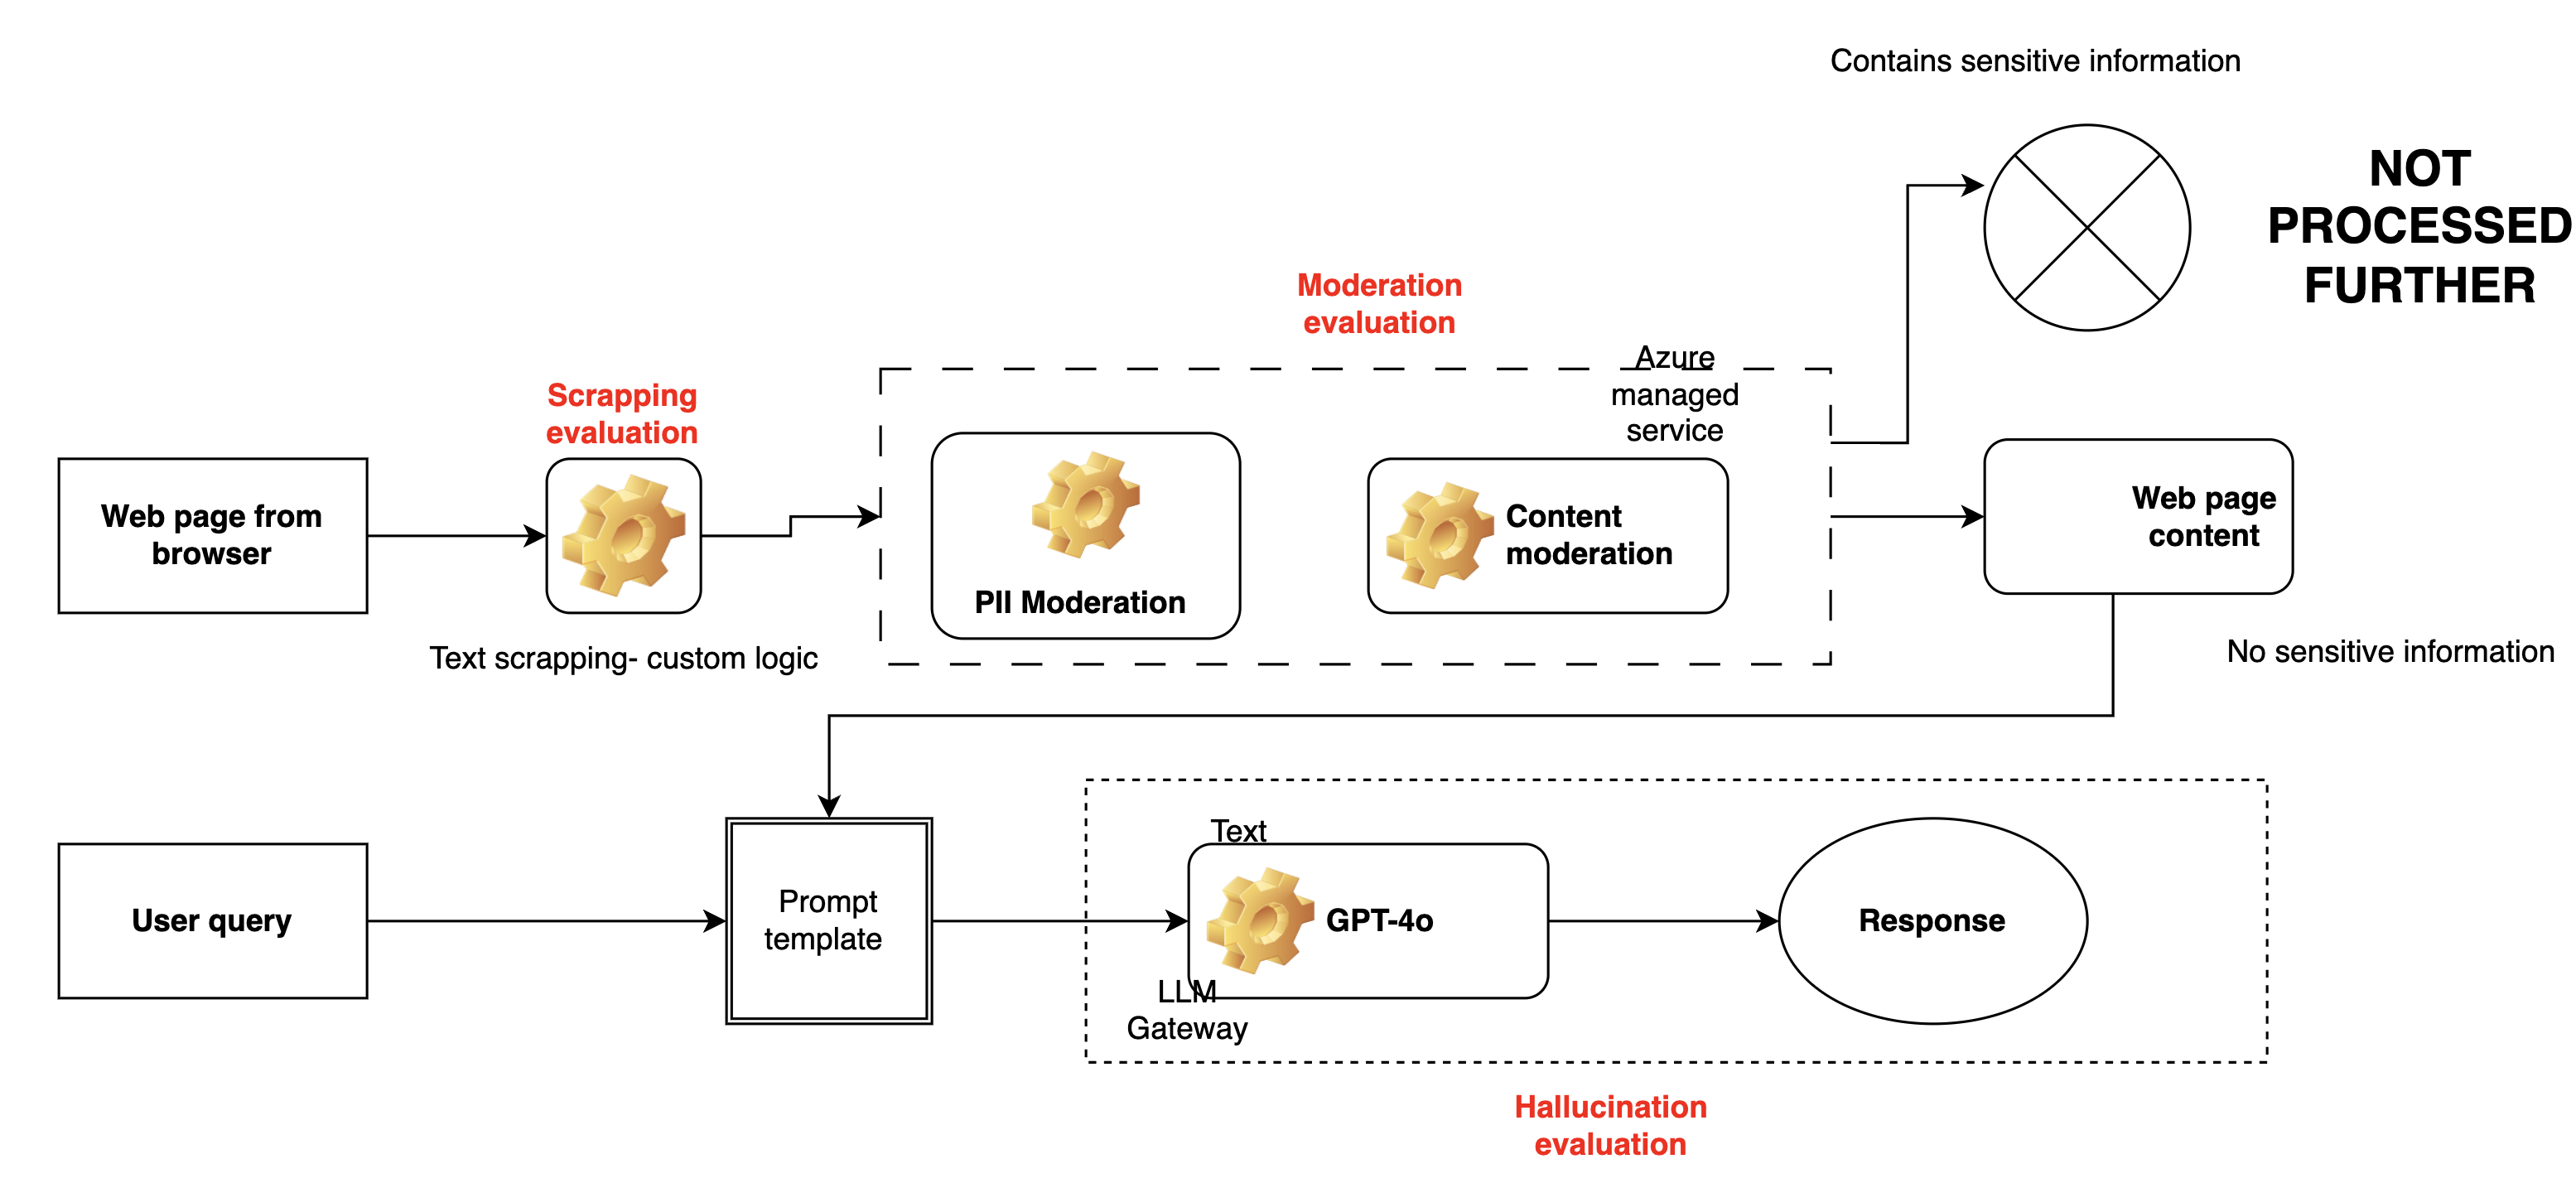 Contains sensitive information
NOT
PROCESSED
FURTHER
Moderation
evaluation
Azure
managed
service
Scrapping
evaluation
Web page from
browser
Text scrapping- custom logic
PII Moderation
Content
moderation
Web page
content
No sensitive information
User query
Prompt
template
Text
GPT-4o
LLM
Gateway
Response
Hallucination
evaluation